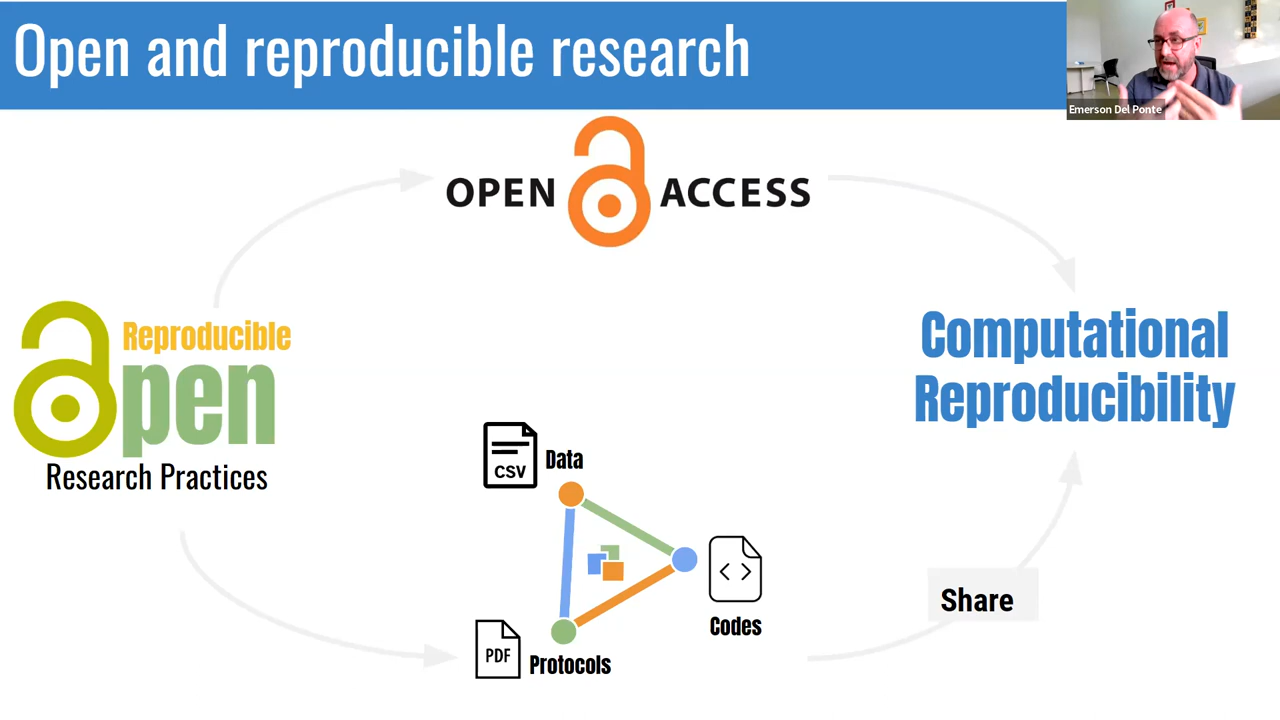 Open and reproducible research
Emerson Del Ponte
OPEN ACCESS
Reproducible
pen
Research Practices
Computational
Reproducibility
CSV
Data
< >
Codes
Share
PDF
Protocols